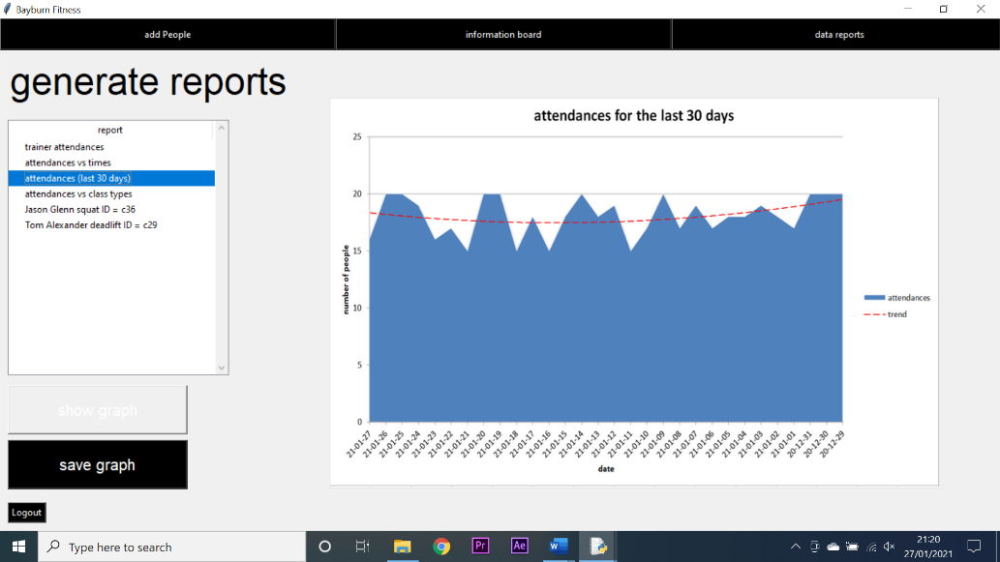 Bayburn Fitness
add People
information board
data reports
generate reports
report
trainer attendances
attendances vs times
attendances (last 30 days)
attendances vs class types
Jason Glenn squat ID = c36
Tom Alexander deadlift ID = c29
show graph
save graph
Logout
attendances for the last 30 days
25
20
15
10
5
0
number of people
21-01-27
21-01-26
21-01-25
21-01-24
21-01-23
21-01-22
21-01-21
21-01-20
21-01-19
21-01-18
21-01-17
21-01-16
21-01-15
21-01-14
21-01-13
21-01-12
21-01-11
21-01-10
21-01-09
21-01-08
21-01-07
21-01-06
21-01-05
21-01-04
21-01-03
21-01-02
21-01-01
20-12-31
20-12-30
20-12-29
date
attendances
trend
Type here to search
Pr
Ae
W
21:20
27/01/2021